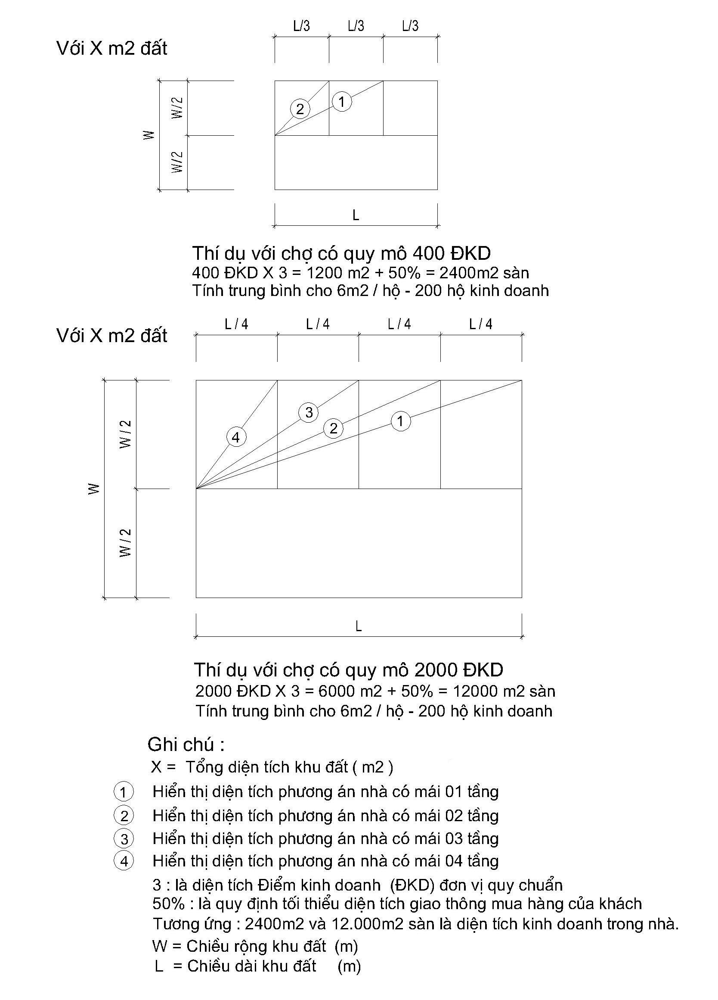 L/3 L/3 L/3
Với X m2 đất
W/2
2 1
W
W/2
L
Thí dụ với chợ có quy mô 400 ĐKD
400 ĐKD X 3 = 1200 m2 + 50% = 2400m2 sàn
Tính trung bình cho 6m2 / hộ - 200 hộ kinh doanh
L / 4 L / 4 L / 4 L / 4
Với X m2 đất
W / 2
4 3 2 1
W
W / 2
L
Thí dụ với chợ có quy mô 2000 ĐKD
2000 ĐKD X 3 = 6000 m2 + 50% = 12000 m2 sàn
Tính trung bình cho 6m2 / hộ - 200 hộ kinh doanh
Ghi chú :
X = Tổng diện tích khu đất ( m2 )
1 Hiển thị diện tích phương án nhà có mái 01 tầng
2 Hiển thị diện tích phương án nhà có mái 02 tầng
3 Hiển thị diện tích phương án nhà có mái 03 tầng
4 Hiển thị diện tích phương án nhà có mái 04 tầng
3 : là diện tích Điểm kinh doanh (ĐKD) đơn vị quy chuẩn
50% : là quy định tối thiểu diện tích giao thông mua hàng của khách
Tương ứng : 2400m2 và 12.000m2 sàn là diện tích kinh doanh trong nhà.
W = Chiều rộng khu đất (m)
L = Chiều dài khu đất (m)